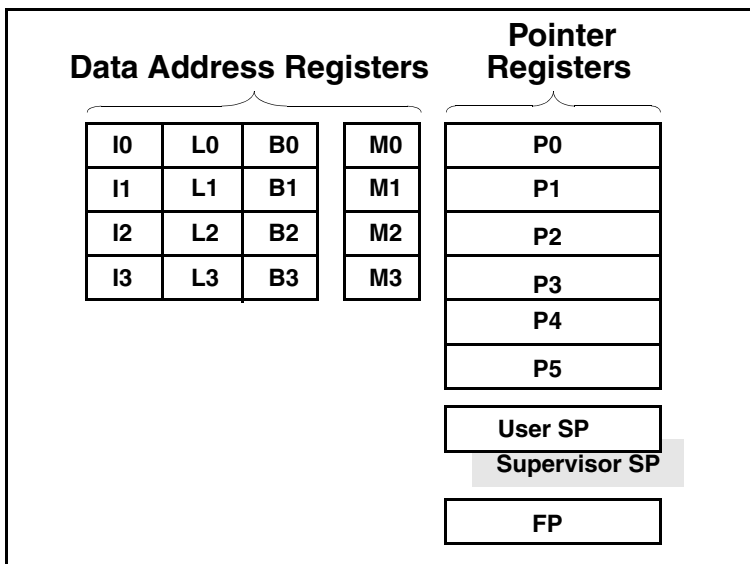 Data Address Registers
Pointer
Registers
I0 L0 B0 M0 P0
I1 L1 B1 M1 P1
I2 L2 B2 M2 P2
I3 L3 B3 M3 P3
P4
P5
User SP
Supervisor SP
FP